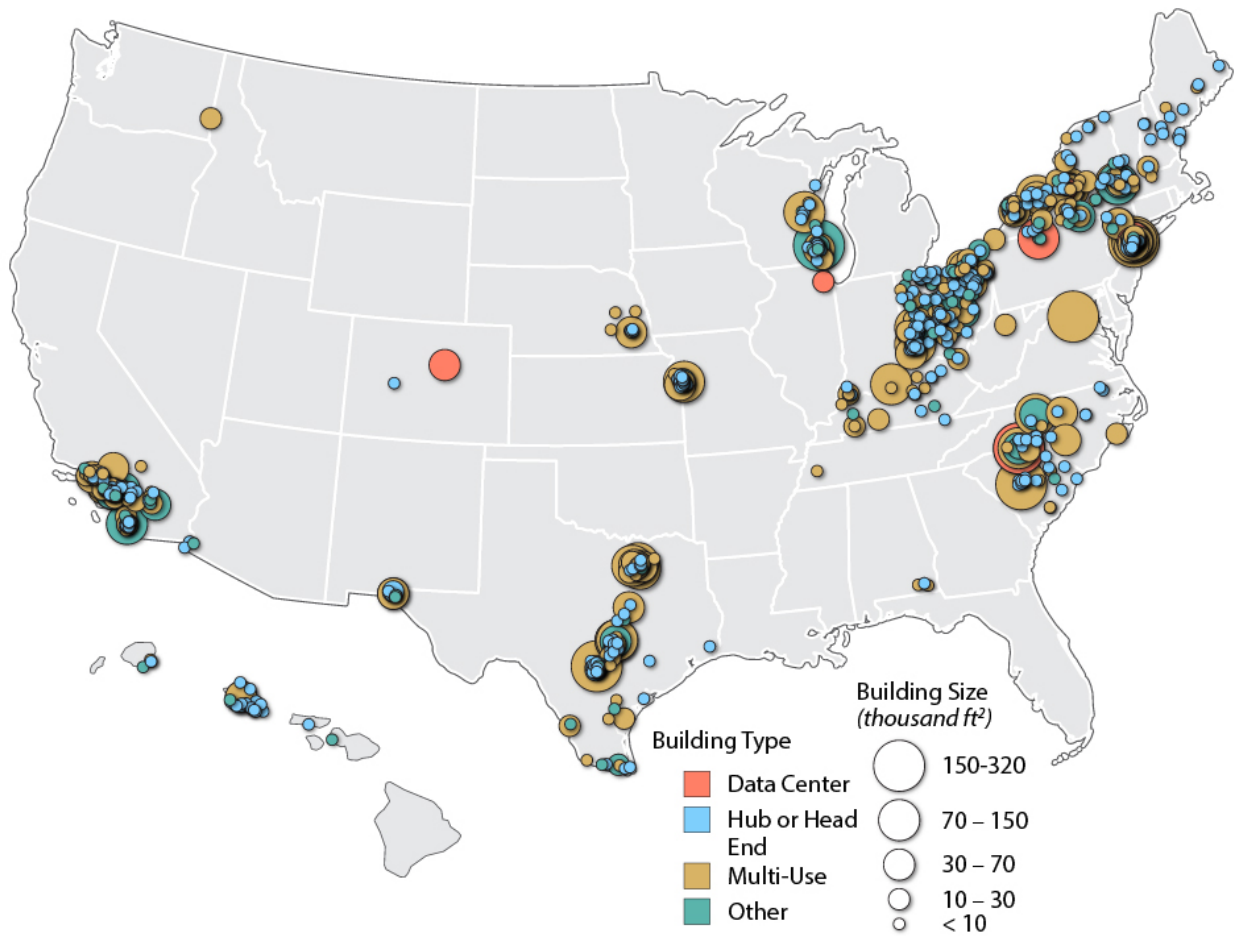 Building Type
Data Center
Hub or Head
End
Multi-Use
Other
Building Size
(thousand ft²)
150-320
70 – 150
30 – 70
10 – 30
< 10